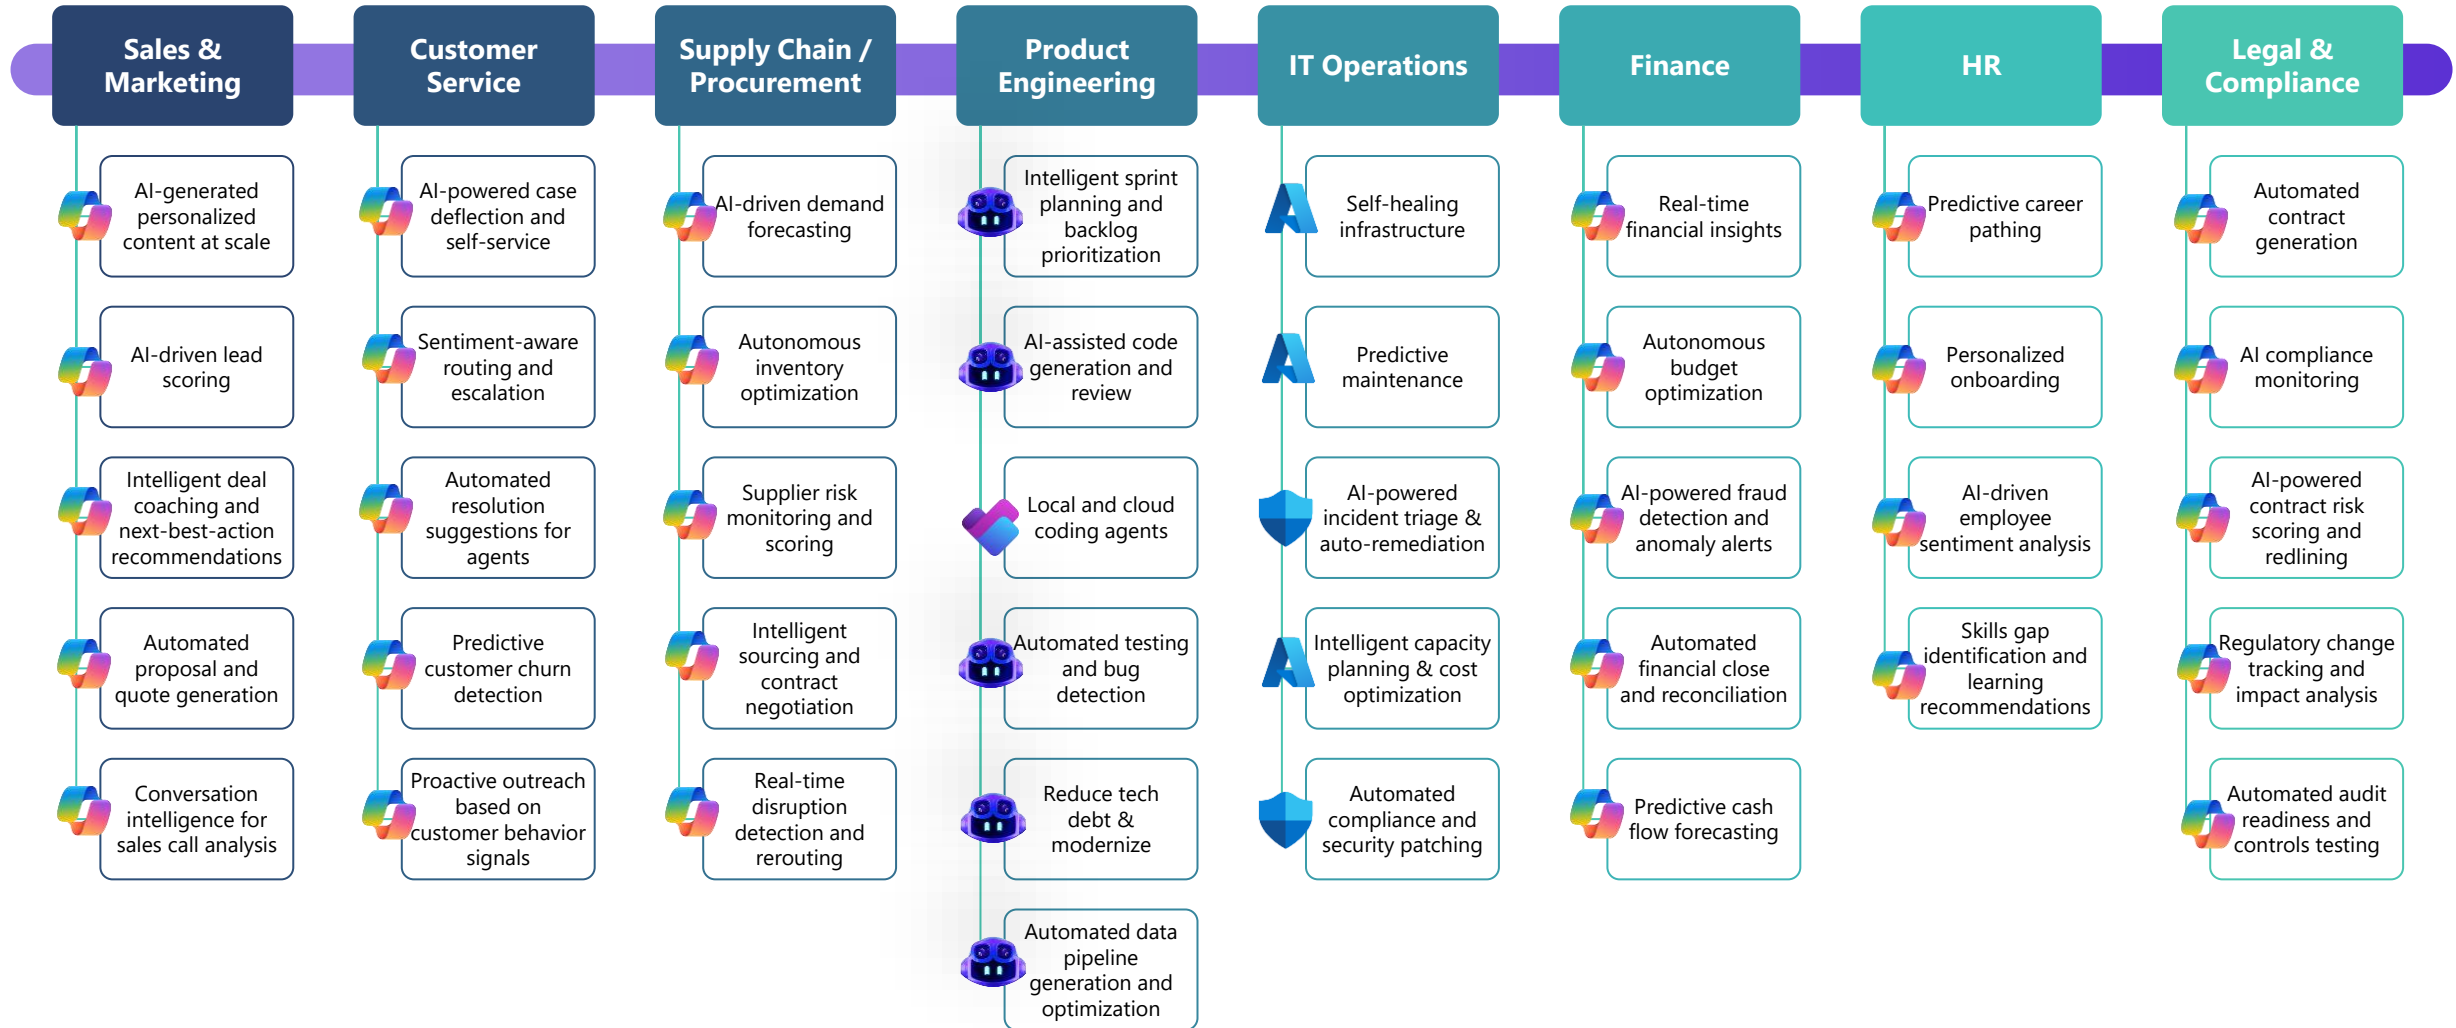 Sales &
Marketing
AI-generated
personalized
content at scale
AI-driven lead
scoring
Intelligent deal
coaching and
next-best-action
recommendations
Automated
proposal and
quote generation
Conversation
intelligence for
sales call analysis
Customer
Service
AI-powered case
deflection and
self-service
Sentiment-aware
routing and
escalation
Automated
resolution
suggestions for
agents
Predictive
customer churn
detection
Proactive outreach
based on
customer behavior
signals
Supply Chain /
Procurement
AI-driven demand
forecasting
Autonomous
inventory
optimization
Supplier risk
monitoring and
scoring
Intelligent
sourcing and
contract
negotiation
Real-time
disruption
detection and
rerouting
Product
Engineering
Intelligent sprint
planning and
backlog
prioritization
AI-assisted code
generation and
review
Local and cloud
coding agents
Automated testing
and bug
detection
Reduce tech
debt &
modernize
Automated data
pipeline
generation and
optimization
IT Operations
Self-healing
infrastructure
Predictive
maintenance
AI-powered
incident triage &
auto-remediation
Intelligent capacity
planning & cost
optimization
Automated
compliance and
security patching
Finance
Real-time
financial insights
Autonomous
budget
optimization
AI-powered fraud
detection and
anomaly alerts
Automated
financial close
and reconciliation
Predictive cash
flow forecasting
HR
Predictive career
pathing
Personalized
onboarding
AI-driven
employee
sentiment analysis
Skills gap
identification and
learning
recommendations
Legal &
Compliance
Automated
contract
generation
AI compliance
monitoring
AI-powered
contract risk
scoring and
redlining
Regulatory change
tracking and
impact analysis
Automated audit
readiness and
controls testing